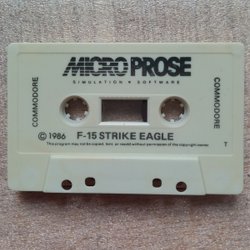 MICRO PROSE
SIMULATION • SOFTWARE
COMMODORE
COMMODORE
© 1986 F-15 STRIKE EAGLE
This program may not be copied, lent, or resold without permission of the copyright owner.
T